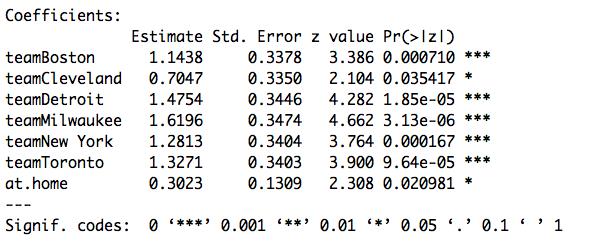 Coefficients:
Estimate Std. Error z value Pr(>|z|)
teamBoston 1.1438 0.3378 3.386 0.000710 ***
teamCleveland 0.7047 0.3350 2.104 0.035417 *
teamDetroit 1.4754 0.3446 4.282 1.85e-05 ***
teamMilwaukee 1.6196 0.3474 4.662 3.13e-06 ***
teamNew York 1.2813 0.3404 3.764 0.000167 ***
teamToronto 1.3271 0.3403 3.900 9.64e-05 ***
at.home 0.3023 0.1309 2.308 0.020981 *
---
Signif. codes: 0 ‘***’ 0.001 ‘**’ 0.01 ‘*’ 0.05 ‘.’ 0.1 ‘ ’ 1